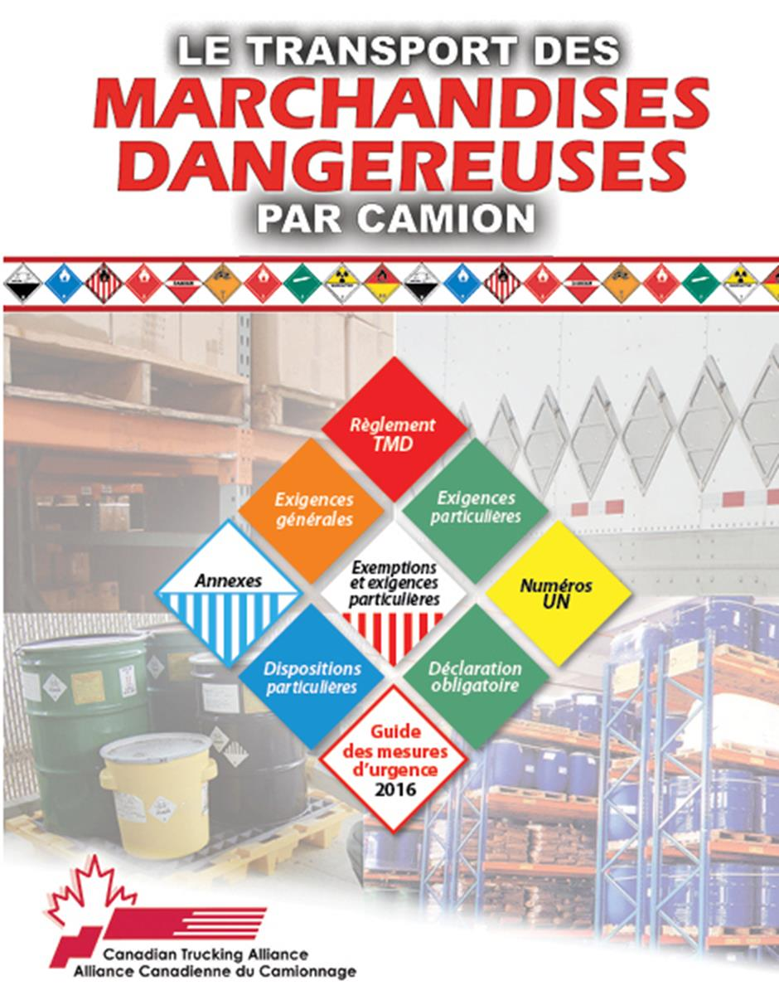 LE TRANSPORT DES
MARCHANDISES
DANGEREUSES
PAR CAMION
Règlement
TMD
Exigences
générales
Exigences
particulières
Annexes
Exemptions
et exigences
particulières
Numéros
UN
Dispositions
particulières
Déclaration
obligatoire
Guide
des mesures
d'urgence
2016
Canadian Trucking Alliance
Alliance Canadienne du Camionnage